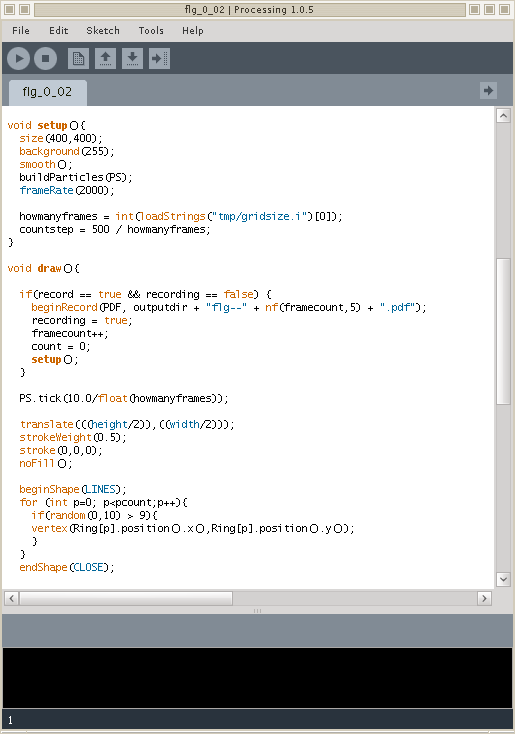 flg_0_02 | Processing 1.0.5
File Edit Sketch Tools Help
flg_0_02
void setup(){
size(400,400);
background(255);
smooth();
buildParticles(PS);
frameRate(2000);
howmanyframes = int(loadStrings("tmp/gridsize.i")[0]);
countstep = 500 / howmanyframes;
}
void draw(){
if(record == true && recording == false) {
beginRecord(PDF, outputdir + "flg--" + nf(framecount,5) + ".pdf");
recording = true;
framecount++;
count = 0;
setup();
}
PS.tick(10.0/float(howmanyframes));
translate(((height/2)),((width/2)));
strokeWeight(0.5);
stroke(0,0,0);
noFill();
beginShape(LINES);
for (int p=0; p<pcount;p++){
if(random(0,10) > 9){
vertex(Ring[p].position().x(),Ring[p].position().y());
}
}
endShape(CLOSE);
1